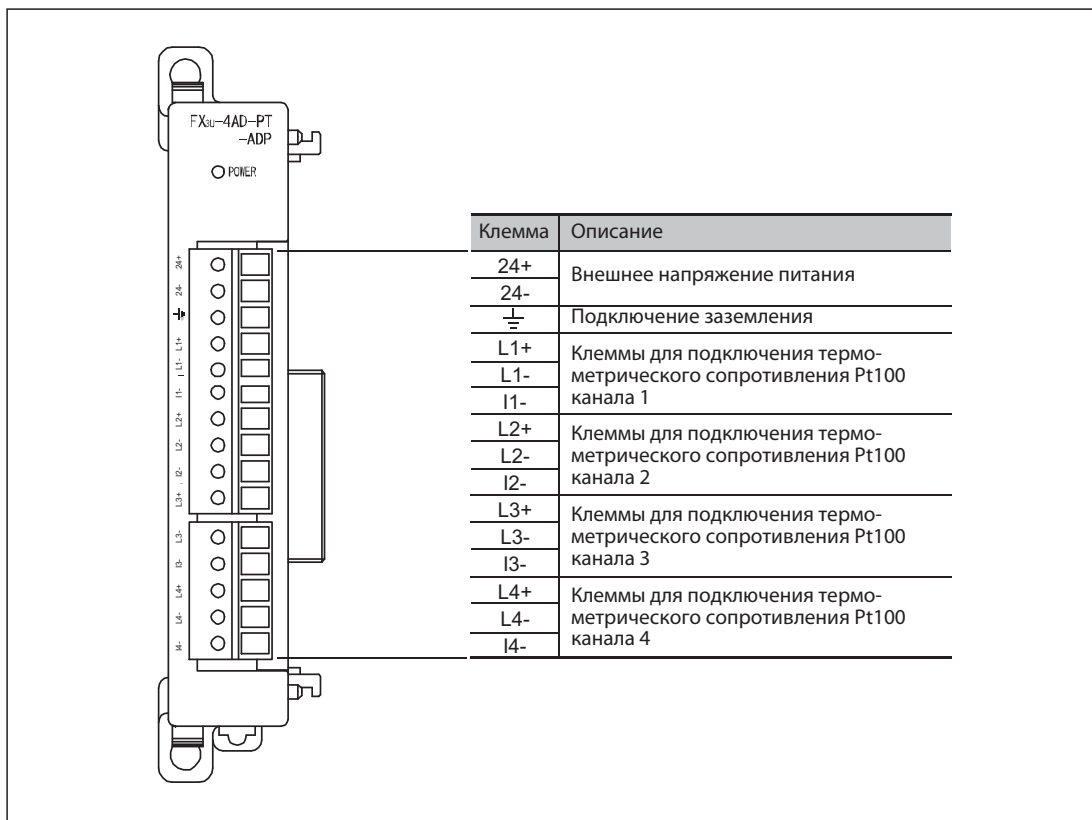 FX3U-4AD-PT
-ADP
POWER
24+
24-
L1+
L1-
I1-
L2+
L2-
I2-
L3+
L3-
I3-
L4+
L4-
I4-
Клемма Описание
24+
24-
Внешнее напряжение питания
Подключение заземления
L1+
L1-
I1-
Клеммы для подключения термо-
метрического сопротивления Pt100
канала 1
L2+
L2-
I2-
Клеммы для подключения термо-
метрического сопротивления Pt100
канала 2
L3+
L3-
I3-
Клеммы для подключения термо-
метрического сопротивления Pt100
канала 3
L4+
L4-
I4-
Клеммы для подключения термо-
метрического сопротивления Pt100
канала 4